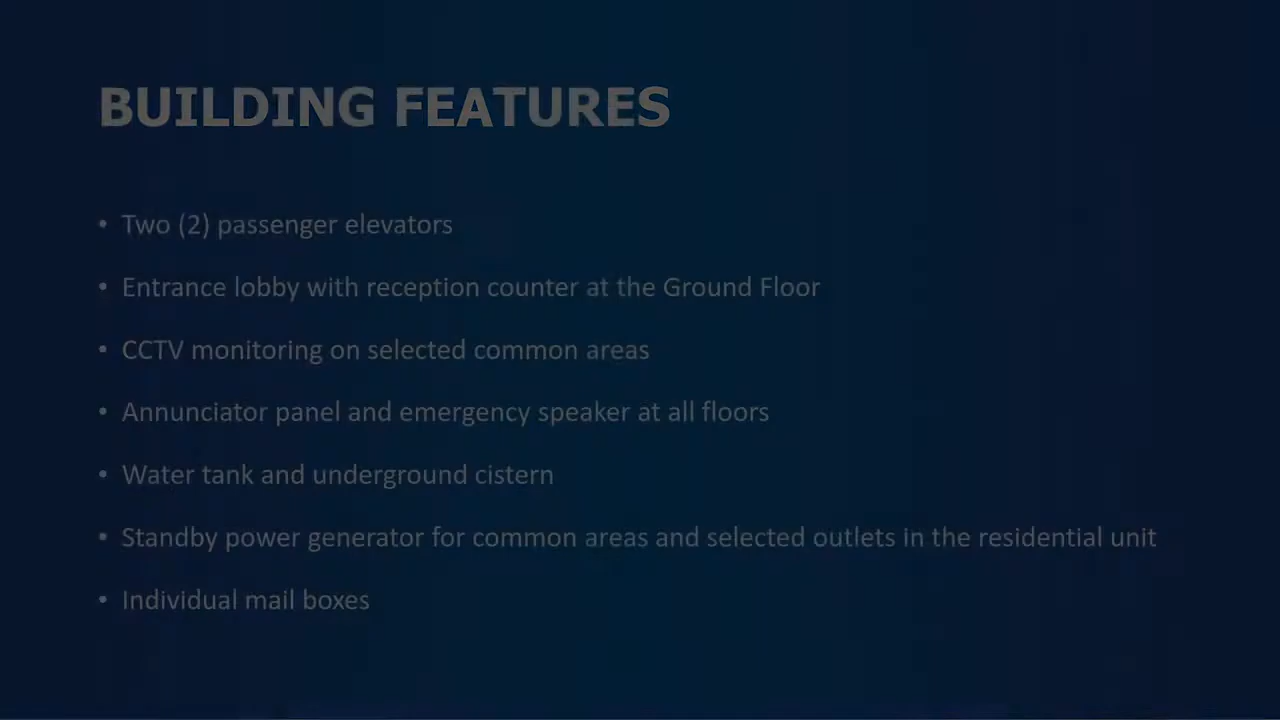 BUILDING FEATURES
• Two (2) passenger elevators
• Entrance lobby with reception counter at the Ground Floor
• CCTV monitoring on selected common areas
• Annunciator panel and emergency speaker at all floors
• Water tank and underground cistern
• Standby power generator for common areas and selected outlets in the residential unit
• Individual mail boxes